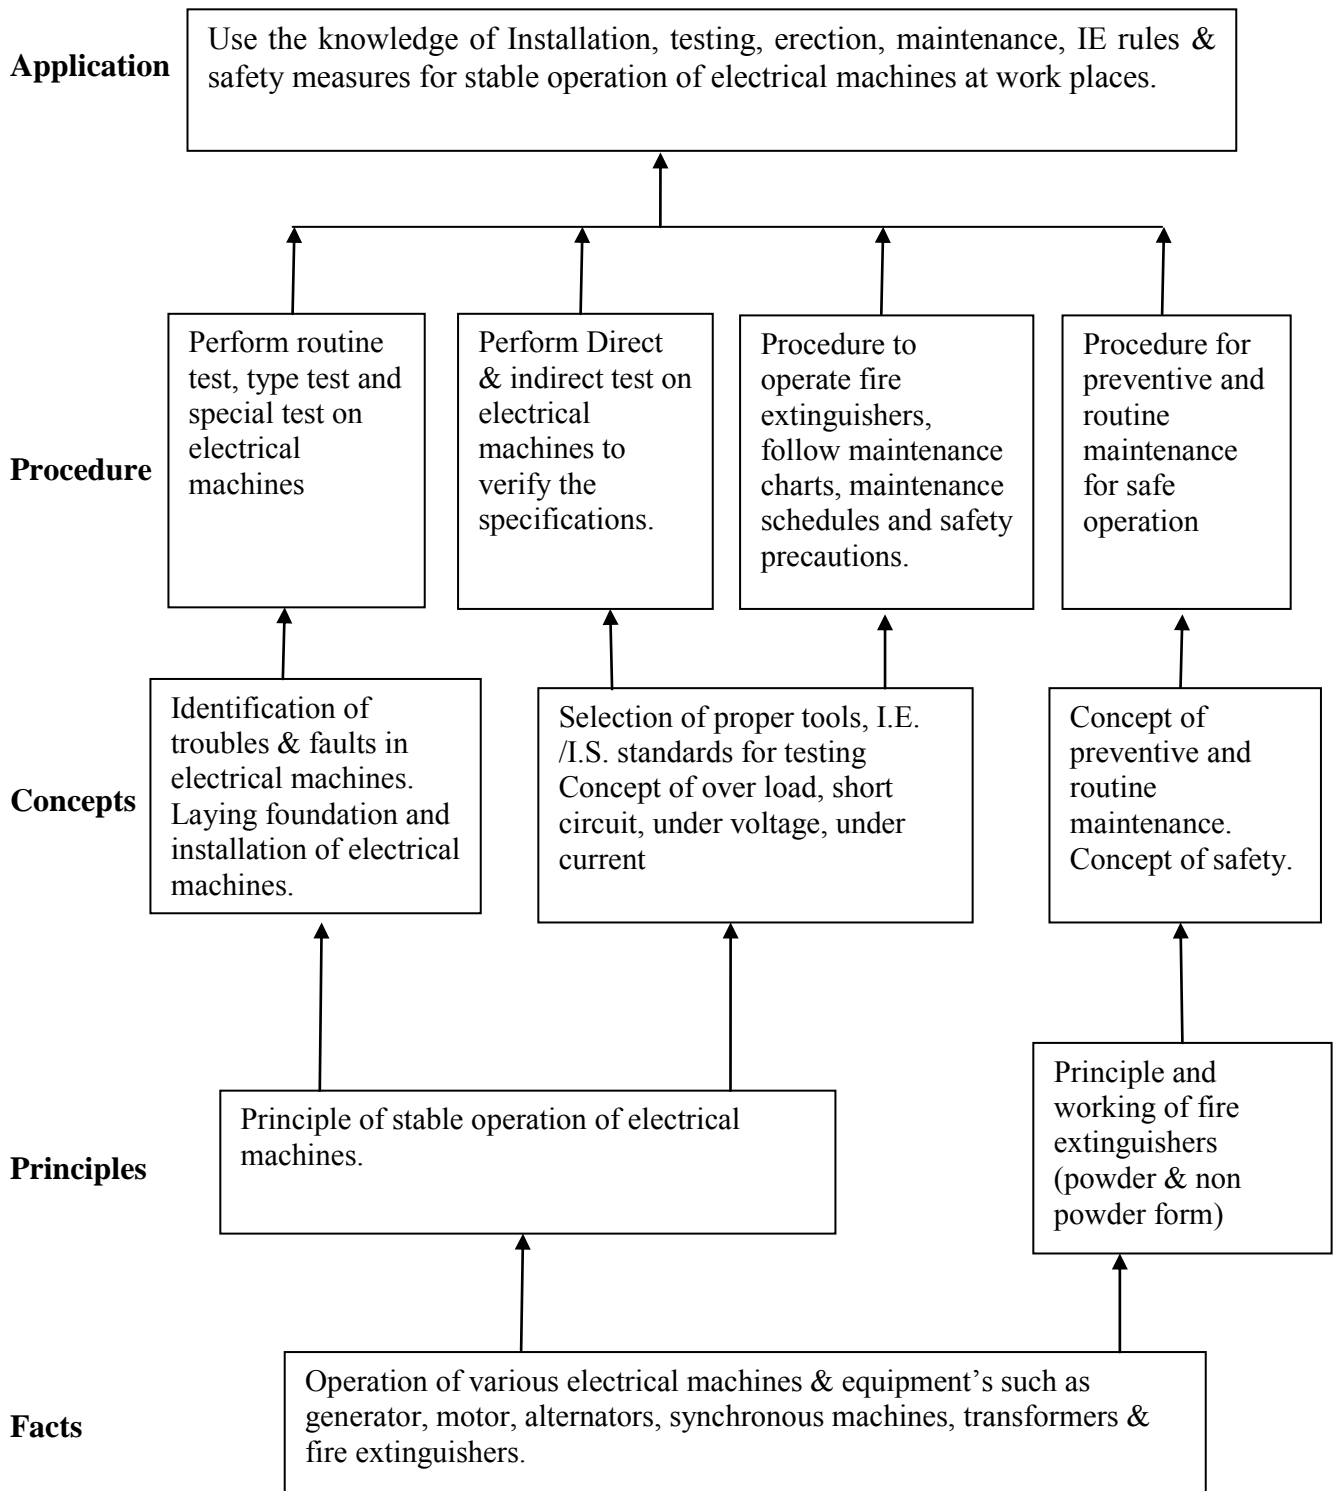 Application
Use the knowledge of Installation, testing, erection, maintenance, IE rules &
safety measures for stable operation of electrical machines at work places.
Procedure
Perform routine
test, type test and
special test on
electrical
machines
Perform Direct
& indirect test on
electrical
machines to
verify the
specifications.
Procedure to
operate fire
extinguishers,
follow maintenance
charts, maintenance
schedules and safety
precautions.
Procedure for
preventive and
routine
maintenance
for safe
operation
Concepts
Identification of
troubles & faults in
electrical machines.
Laying foundation and
installation of electrical
machines.
Selection of proper tools, I.E.
/I.S. standards for testing
Concept of over load, short
circuit, under voltage, under
current
Concept of
preventive and
routine
maintenance.
Concept of safety.
Principles
Principle of stable operation of electrical
machines.
Principle and
working of fire
extinguishers
(powder & non
powder form)
Facts
Operation of various electrical machines & equipment’s such as
generator, motor, alternators, synchronous machines, transformers &
fire extinguishers.